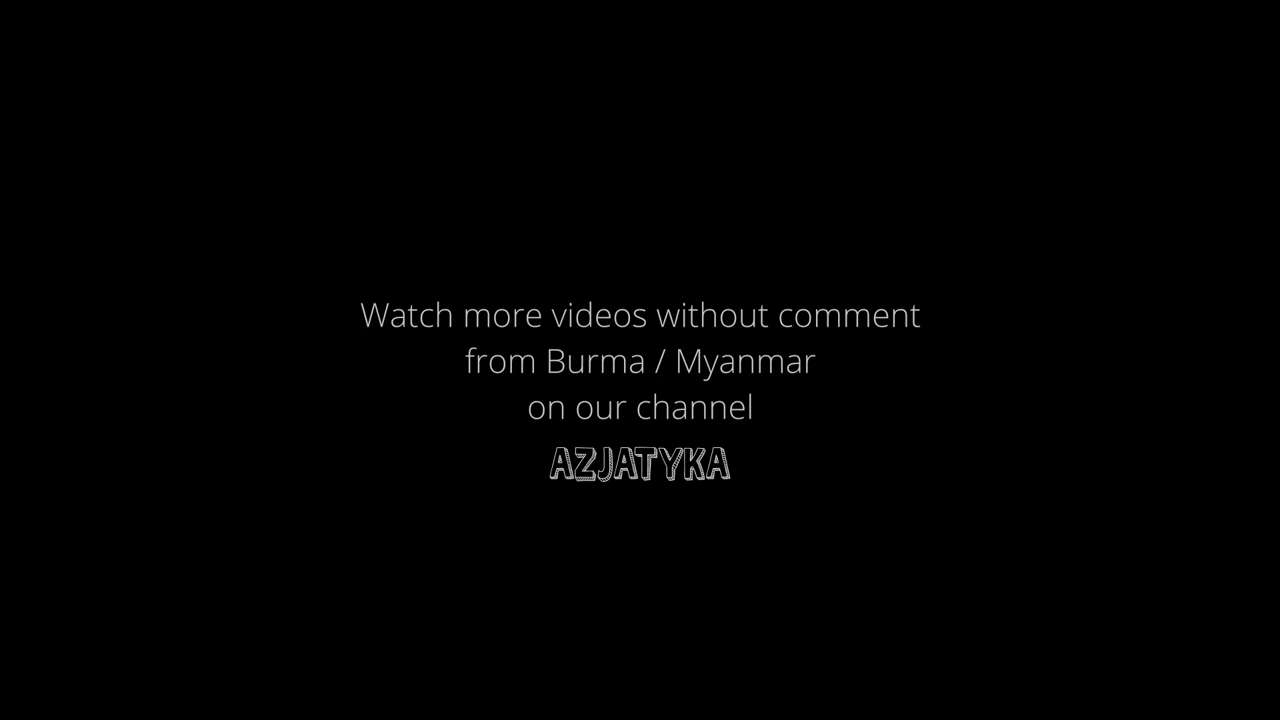 Watch more videos without comment
from Burma / Myanmar
on our channel
AZJATYKA